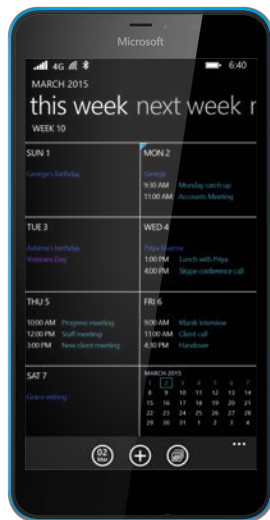 Microsoft
4G 6:40
MARCH 2015
this week next week
WEEK 10
SUN 1
George's birthday
MON 2
George
9:30 AM Monday catch up
11:00 AM Accounts Meeting
TUE 3
birthday
Veterans Day
WED 4
Priya Sharma
1:00 PM Lunch with Priya
4:00 PM Skype conference call
THU 5
10:00 AM Progress meeting
12:00 PM Staff meeting
3:00 PM New client meeting
FRI 6
9:00 AM Manik Interview
11:00 AM Client call
4:30 PM Handover
SAT 7
Grace visiting
MARCH 2015
1 2 3 4 5 6 7
8 9 10 11 12 13 14
15 16 17 18 19 20 21
22 23 24 25 26 27 28
29 30 31 1 2 3 4
02
Mar